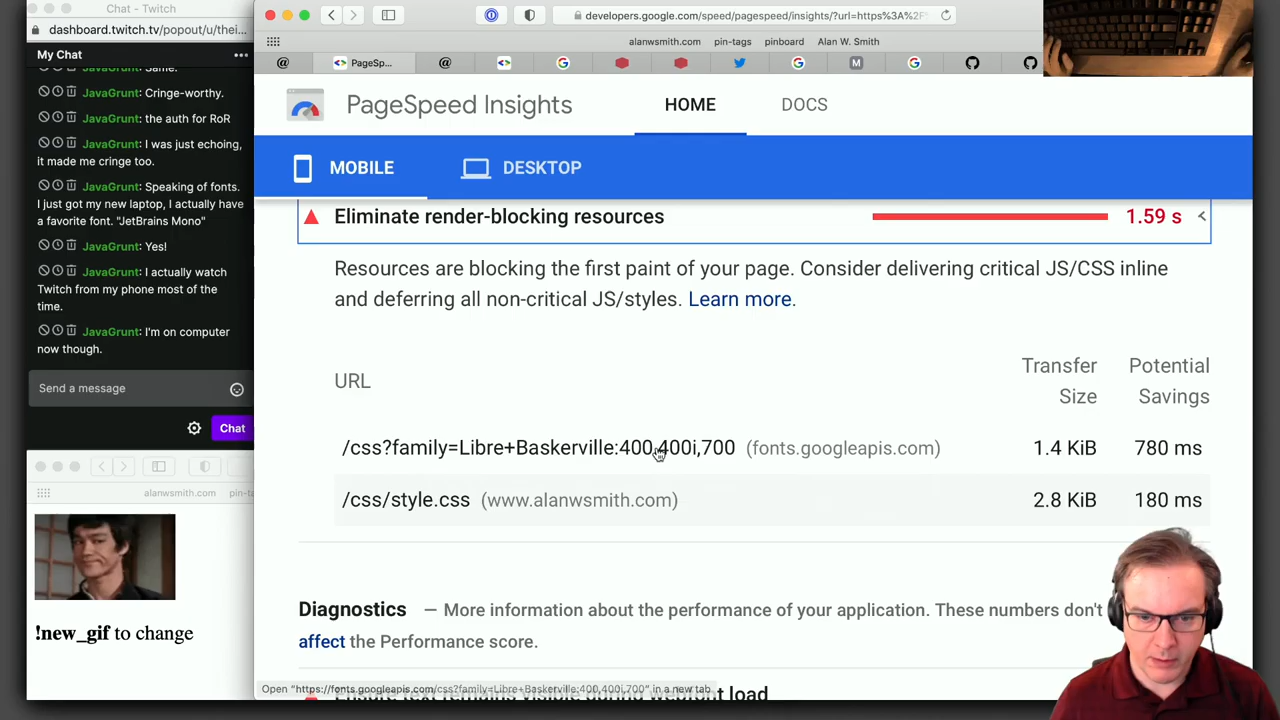 Chat - Twitch
dashboard.twitch.tv/popout/u/thei
My Chat
Same.
JavaGrunt: Cringe-worthy.
JavaGrunt: the auth for RoR
JavaGrunt: I was just echoing,
it made me cringe too.
JavaGrunt: Speaking of fonts.
I just got my new laptop, I actually have
a favorite font. "JetBrains Mono"
JavaGrunt: Yes!
JavaGrunt: I actually watch
Twitch from my phone most of the
time.
JavaGrunt: I'm on computer
now though.
Send a message
Chat
alanwsmith.com
pin-ta
!new_gif to change
developers.google.com/speed/pagespeed/insights/?url=https%3A%2F
alanwsmith.com
pin-tags
pinboard
Alan W. Smith
PageSp...
PageSpeed Insights
HOME
DOCS
MOBILE
DESKTOP
Eliminate render-blocking resources
1.59 s
Resources are blocking the first paint of your page. Consider delivering critical JS/CSS inline
and deferring all non-critical JS/styles. Learn more.
URL
Transfer
Size
Potential
Savings
/css?family=Libre+Baskerville:400,400i,700 (fonts.googleapis.com)
1.4 KiB
780 ms
/css/style.css (www.alanwsmith.com)
2.8 KiB
180 ms
Diagnostics — More information about the performance of your application. These numbers don't
affect the Performance score.
Open "https://fonts.googleapis.com/css?family=Libre+Baskerville:400,400i,700" in a new tab
Ensure text remains visible during webfont load